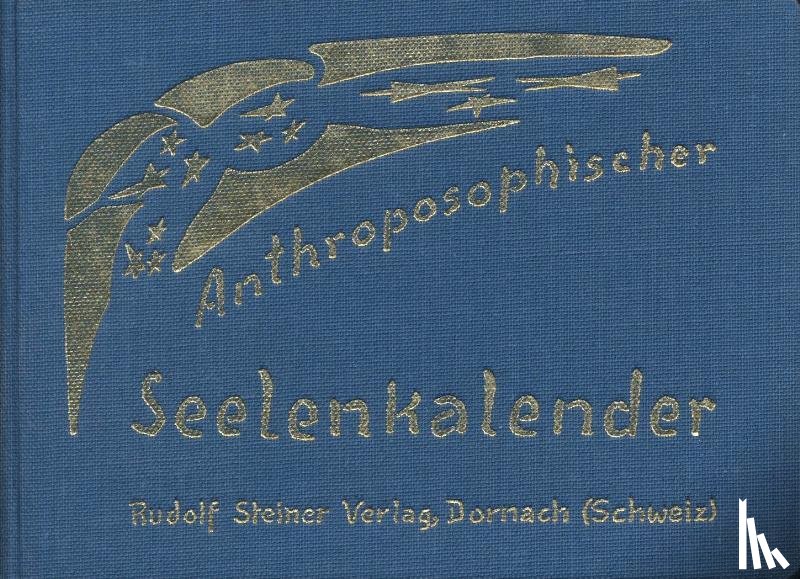 Anthroposophischer
Seelenkalender
Rudolf Steiner Verlag, Dornach (Schweiz)